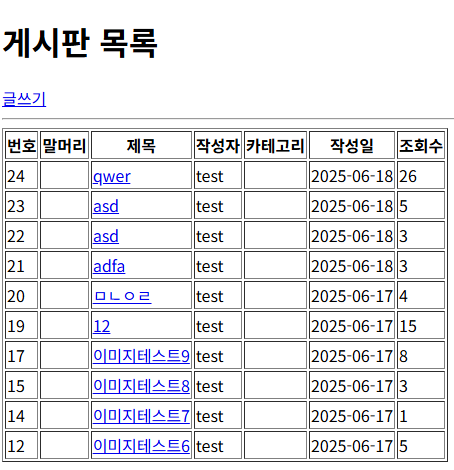 게시판 목록
글쓰기
번호 말머리 제목 작성자 카테고리 작성일 조회수
24 qwer test 2025-06-18 26
23 asd test 2025-06-18 5
22 asd test 2025-06-18 3
21 adfa test 2025-06-18 3
20 ㅁㄴㅇㄹ test 2025-06-17 4
19 12 test 2025-06-17 15
17 이미지테스트9 test 2025-06-17 8
15 이미지테스트8 test 2025-06-17 3
14 이미지테스트7 test 2025-06-17 1
12 이미지테스트6 test 2025-06-17 5